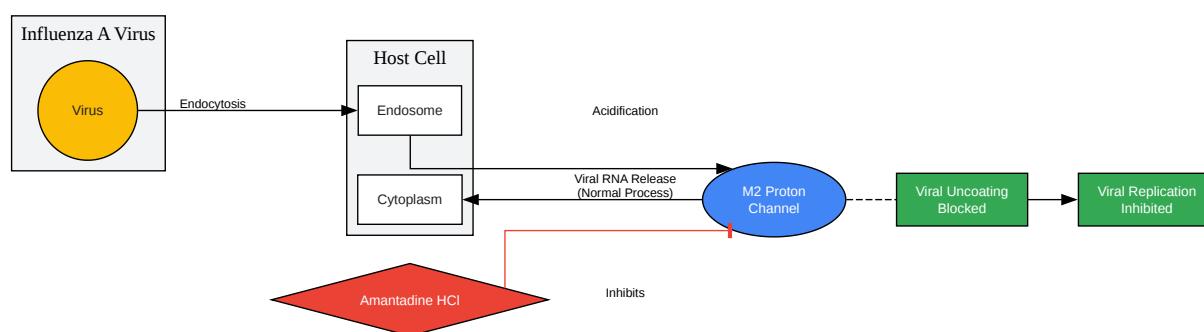 Influenza A Virus
Virus
Endocytosis
Host Cell
Endosome
Cytoplasm
Acidification
Viral RNA Release
(Normal Process)
M2 Proton
Channel
Viral Uncoating
Blocked
Viral Replication
Inhibited
Amantadine HCl
Inhibits